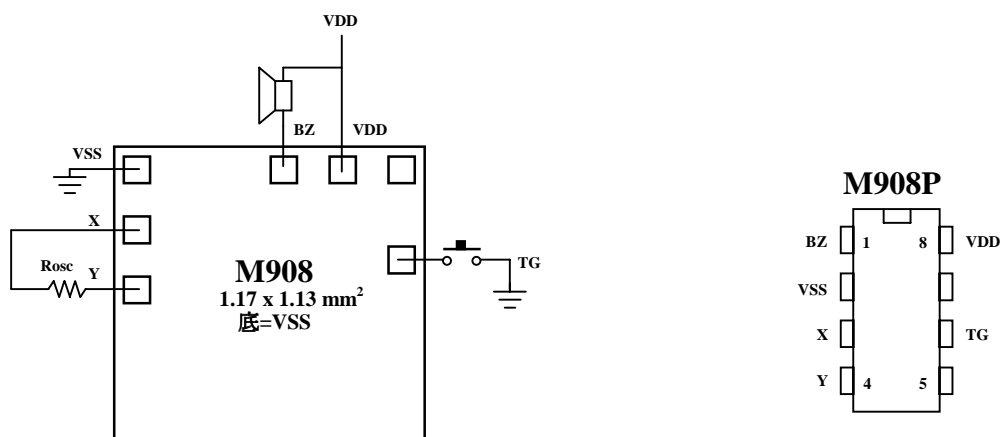 VDD
BZ
VDD
VSS
X
Rosc
Y
M908
1.17 x 1.13 mm²
底=VSS
TG
M908P
BZ
1
8
VDD
VSS
X
TG
Y
4
5